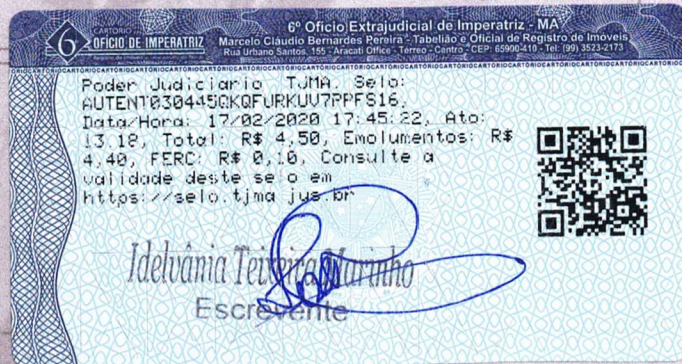 CARTÓRIO
6º OFÍCIO DE IMPERATRIZ
6º Ofício Extrajudicial de Imperatriz - MA
Marcelo Cláudio Bernardes Pereira - Tabelião e Oficial de Registro de Imóveis
Rua Urbano Santos, 155 - Aracati Office - Terreo - Centro - CEP: 65900-410 - Tel: (99) 3523-2173
Poder Judiciario TJMA. Selo:
Data/Hora: 17/02/2020 17:45:22, Ato:
13.18, Total: R$ 4,50, Emolumentos: R$
4,40, FERC: R$ 0,10, Consulte a
validade deste selo em
https://selo.tjma.jus.br
Idelvânia Teixeira Marinho
Escrevente